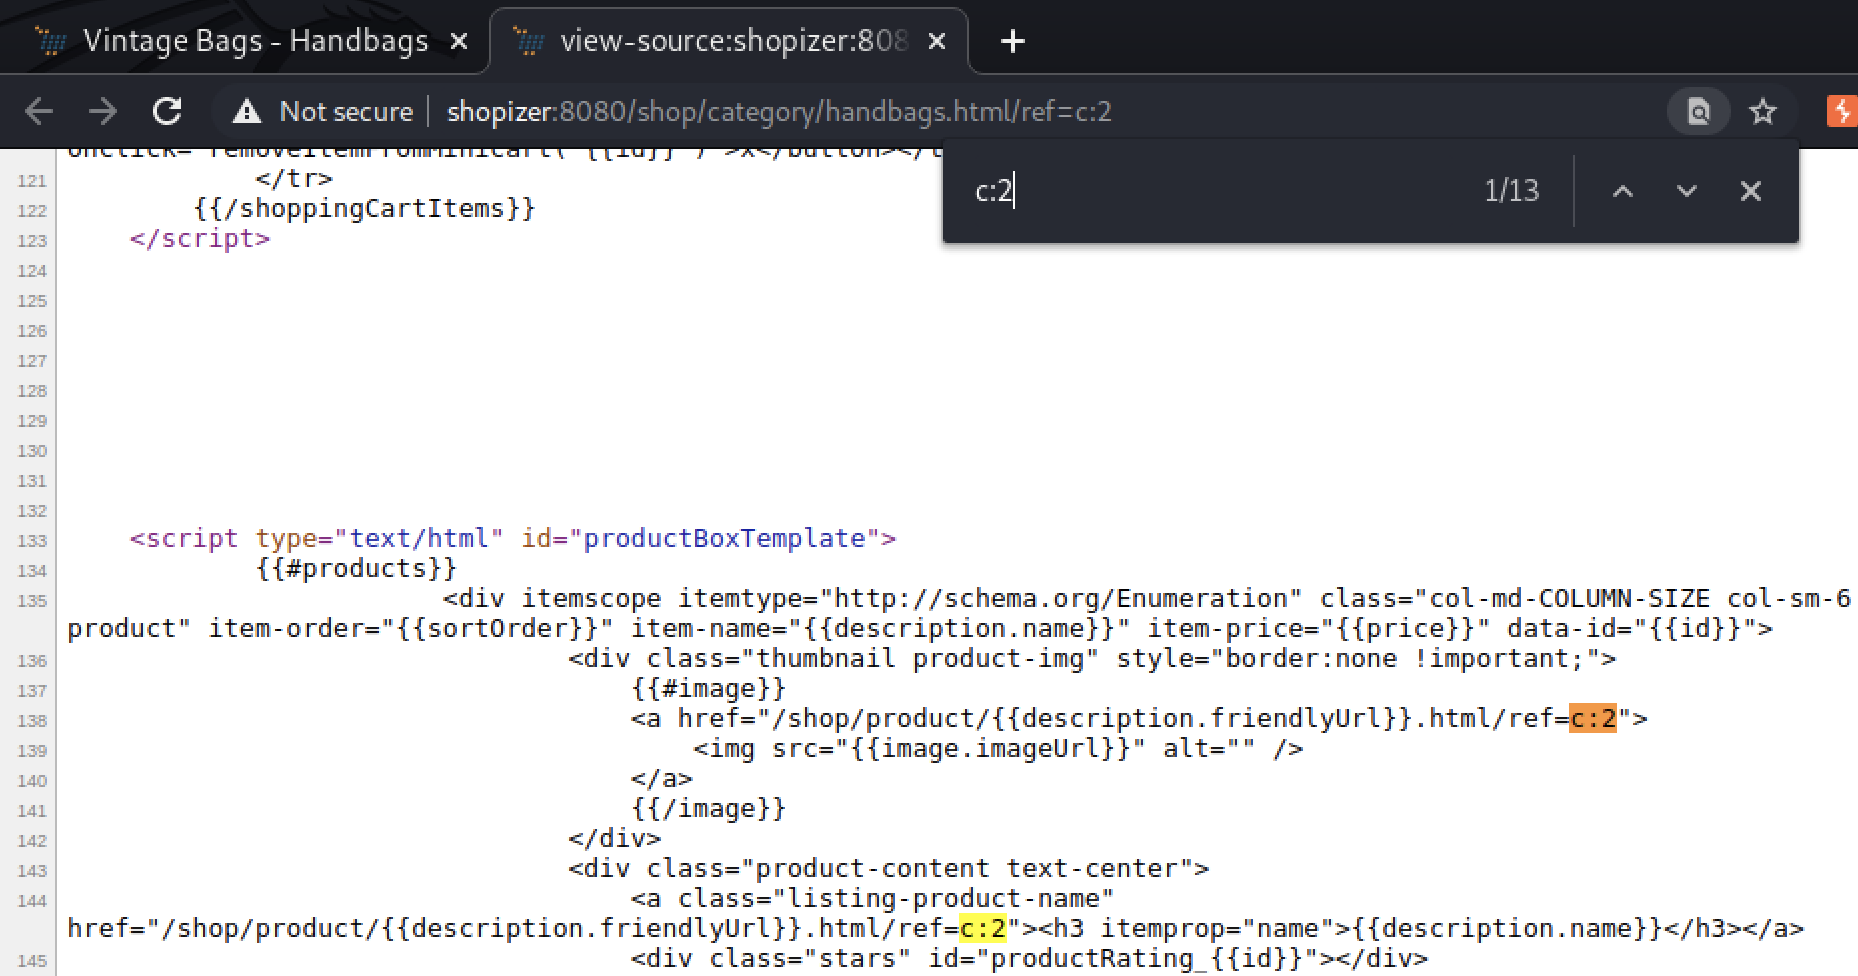 Vintage Bags - Handbags
view-source:shopizer:808
Not secure
shopizer:8080/shop/category/handbags.html/ref=c:2
c:2
1/13
121 </tr>
122 {{/shoppingCartItems}}
123 </script>
124
125
126
127
128
129
130
131
132
133 <script type="text/html" id="productBoxTemplate">
134 {{#products}}
135 <div itemscope itemtype="http://schema.org/Enumeration" class="col-md-COLUMN-SIZE col-sm-6
product" item-order="{{sortOrder}}" item-name="{{description.name}}" item-price="{{price}}" data-id="{{id}}">
136 <div class="thumbnail product-img" style="border:none !important;">
137 {{#image}}
138 <a href="/shop/product/{{description.friendlyUrl}}.html/ref=c:2">
139 <img src="{{image.imageUrl}}" alt="" />
140 </a>
141 {{/image}}
142 </div>
143 <div class="product-content text-center">
144 <a class="listing-product-name"
href="/shop/product/{{description.friendlyUrl}}.html/ref=c:2"><h3 itemprop="name">{{description.name}}</h3></a>
145 <div class="stars" id="productRating_{{id}}"></div>